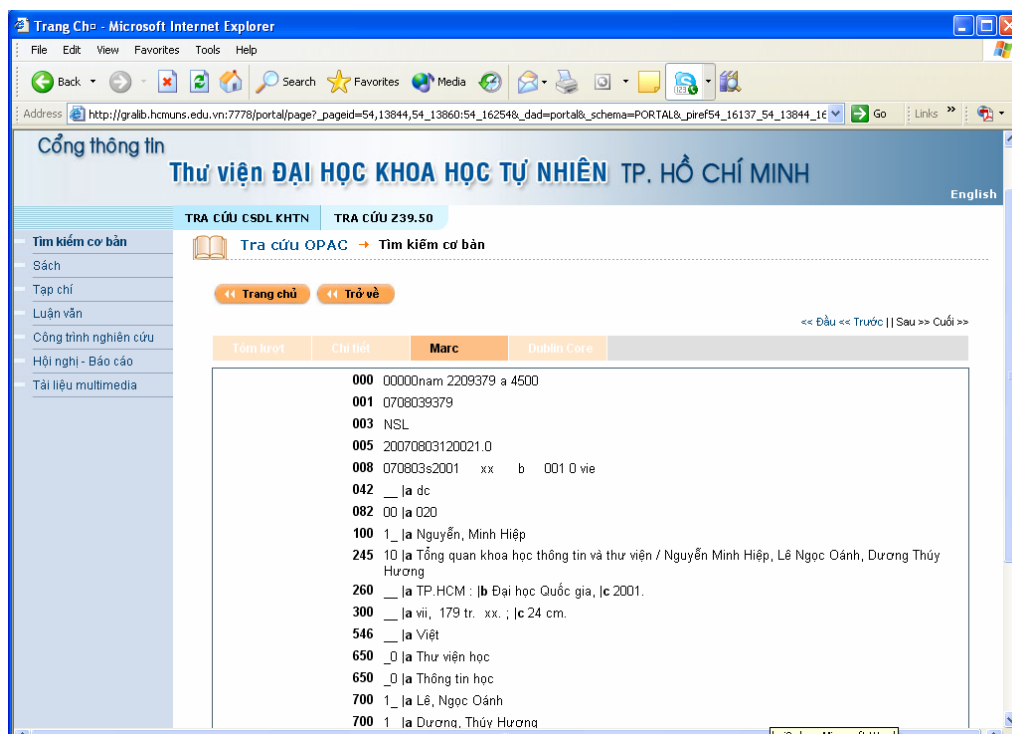 Trang Ch¤ - Microsoft Internet Explorer
File Edit View Favorites Tools Help
Back Search Favorites Media
Address http://gralib.hcmuns.edu.vn:7778/portal/page?_pageid=54,13844,54_13860:54_16254&_dad=portal&_schema=PORTAL&_piref54_16137_54_13844_16 Go Links »
Cổng thông tin
Thư viện ĐẠI HỌC KHOA HỌC TỰ NHIÊN TP. HỒ CHÍ MINH
English
TRA CỨU CSDL KHTN TRA CỨU Z39.50
Tìm kiếm cơ bản
Tra cứu OPAC → Tìm kiếm cơ bản
Sách
Tạp chí
Trang chủ Trở về
Luận văn
<< Đầu << Trước || Sau >> Cuối >>
Công trình nghiên cứu
Tóm lượt Chi tiết Marc Dublin Core
Hội nghị - Báo cáo
Tài liệu multimedia
000 00000nam 2209379 a 4500
001 0708039379
003 NSL
005 20070803120021.0
008 070803s2001 xx b 001 0 vie
042 __ |a dc
082 00 |a 020
100 1_ |a Nguyễn, Minh Hiệp
245 10 |a Tổng quan khoa học thông tin và thư viện / Nguyễn Minh Hiệp, Lê Ngọc Oánh, Dương Thúy
Hương
260 __ |a TP.HCM : |b Đại học Quốc gia, |c 2001.
300 __ |a vii, 179 tr. xx. ; |c 24 cm.
546 __ |a Việt
650 _0 |a Thư viện học
650 _0 |a Thông tin học
700 1_ |a Lê, Ngọc Oánh
700 1 |a Dương, Thúy Hương